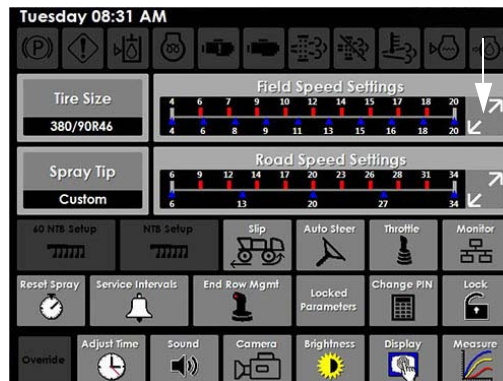 Tuesday 08:31 AM
Tire Size
380/90R46
Field Speed Settings
4 6 7 9 10 12 14 15 17 18 20
4 6 8 9 11 13 15 16 18 20
Spray Tip
Custom
Road Speed Settings
6 9 12 14 17 20 23 26 28 31 34
6 13 20 27 34
60 NTB Setup
NTB Setup
Slip
Auto Steer
Throttle
Monitor
Reset Spray
Service Intervals
End Row Mgmt
Locked
Parameters
Change PIN
Lock
Override
Adjust Time
Sound
Camera
Brightness
Display
Measure